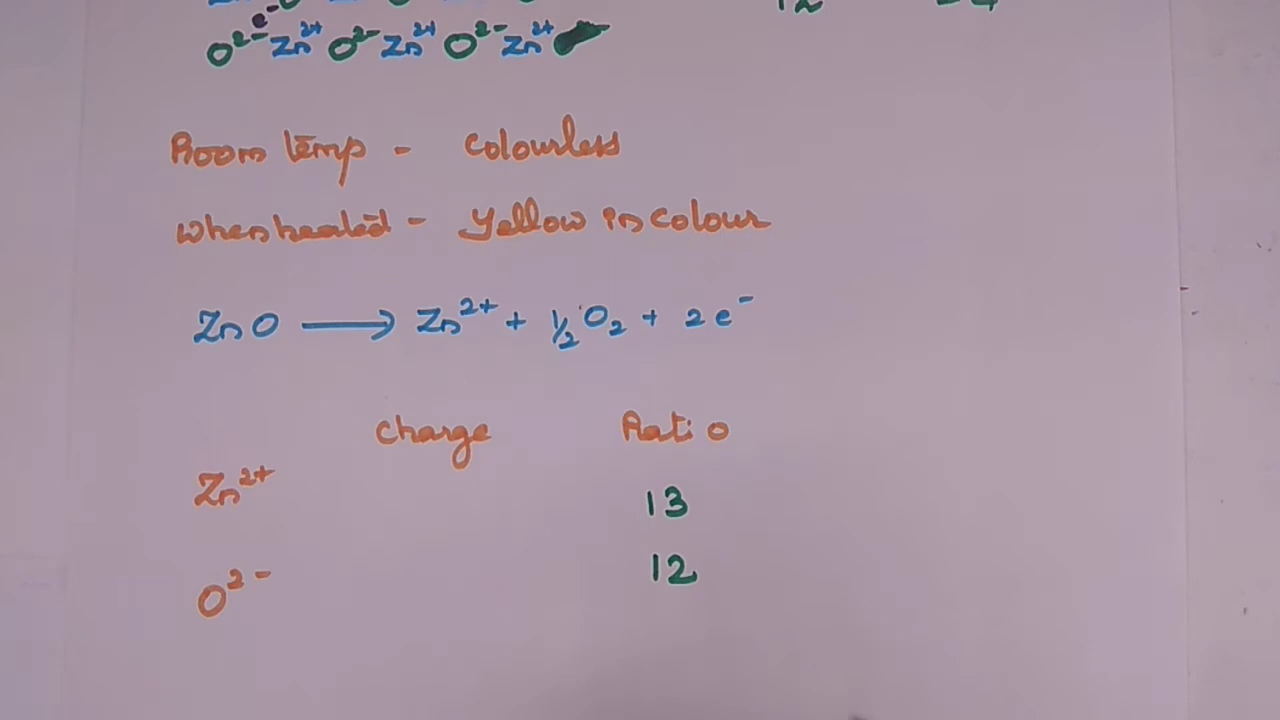 e⁻
O²⁻ Zn²⁺ O²⁻ Zn²⁺ O²⁻ Zn²⁺
Room temp - Colourless
When heated - Yellow in colour
ZnO ⟶ Zn²⁺ + ½O₂ + 2e⁻
Charge Ratio
Zn²⁺ 13
O²⁻ 12